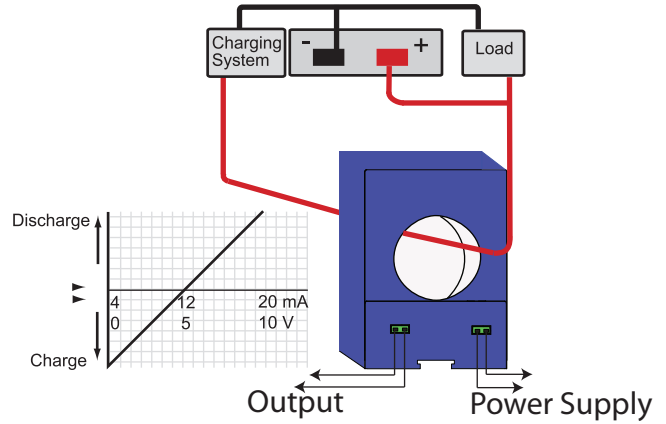 Charging
System
-
+
Load
Discharge
4
12
20 mA
0
5
10 V
Charge
Output
Power Supply